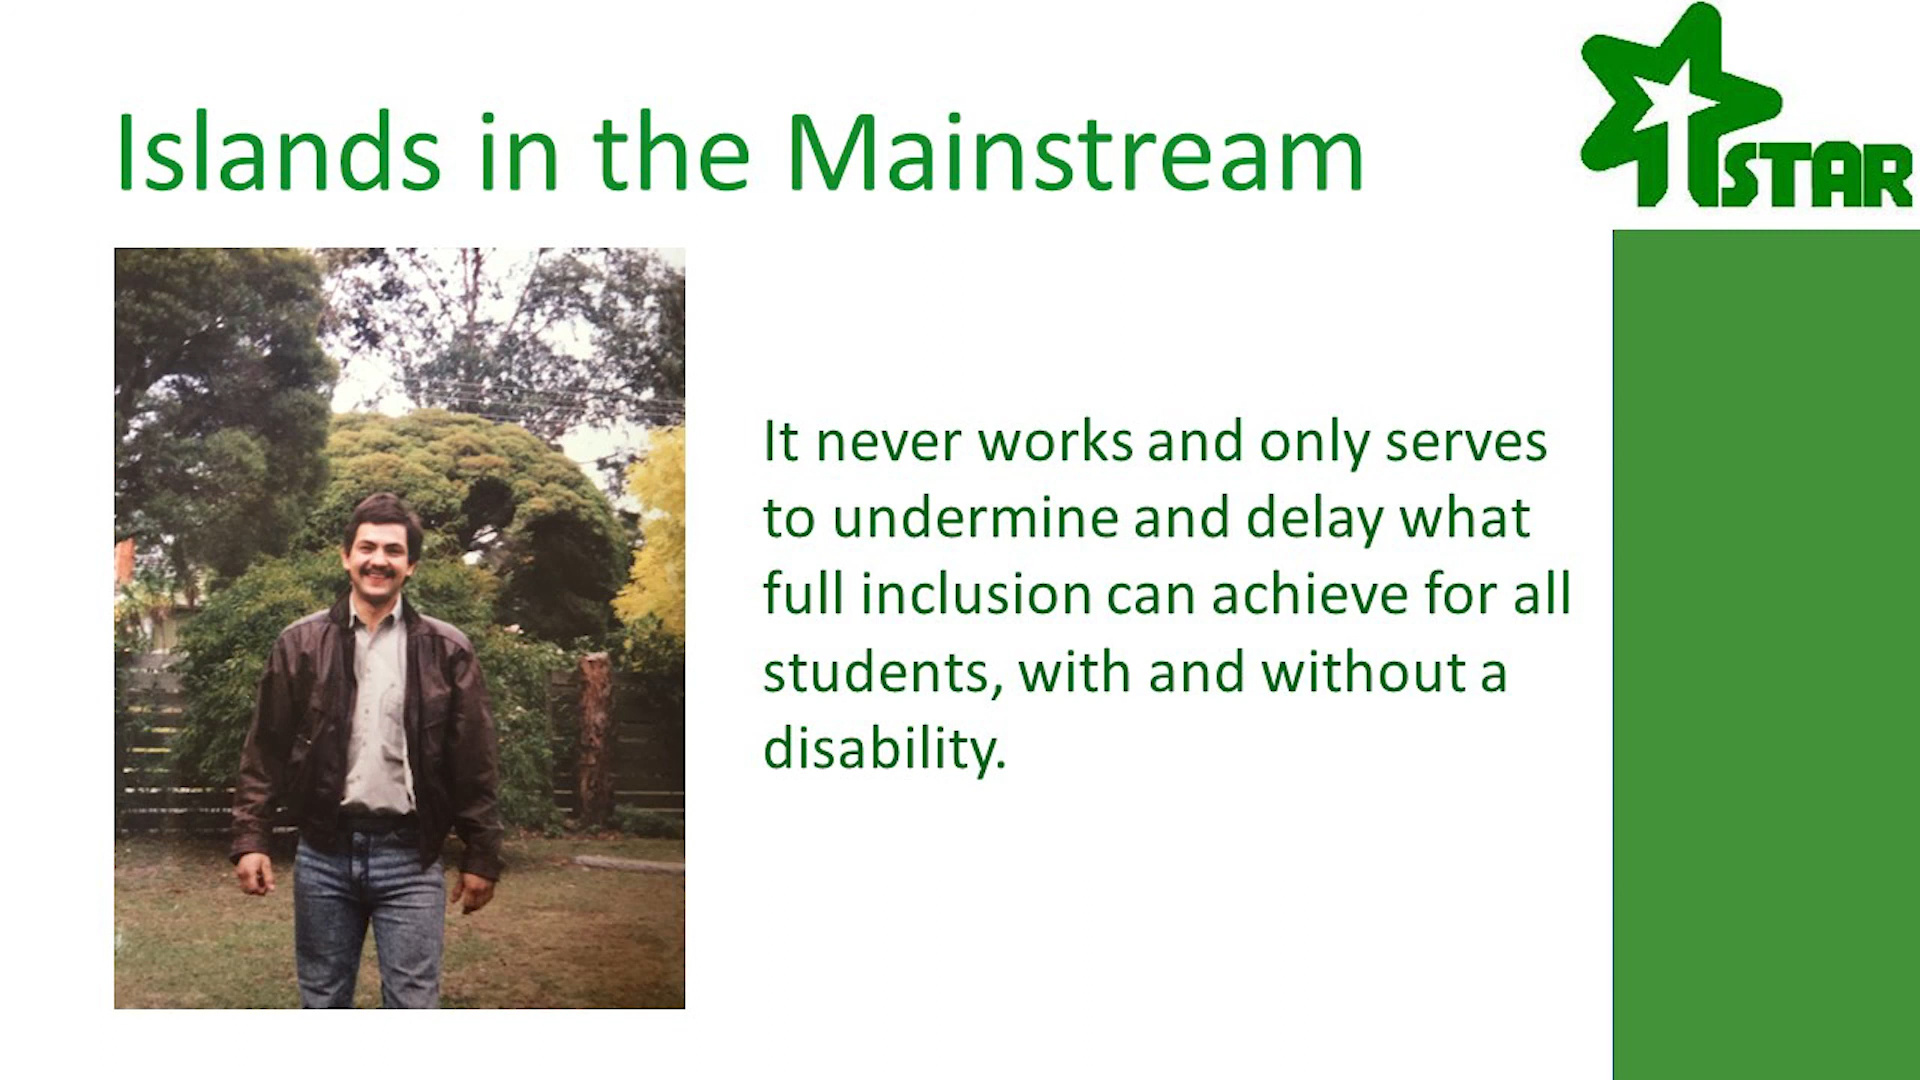 Islands in the Mainstream
STAR
It never works and only serves
to undermine and delay what
full inclusion can achieve for all
students, with and without a
disability.